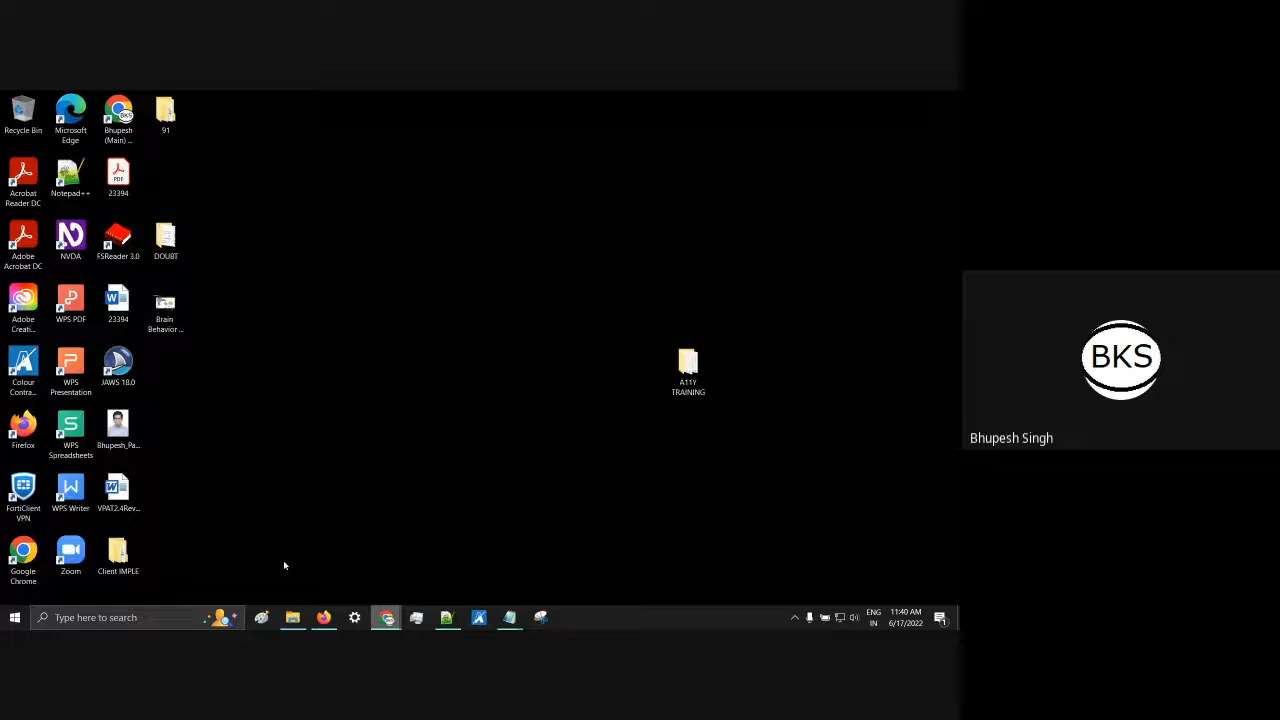 Recycle Bin
Microsoft
Edge
Bhupesh
(Main) ...
BKS
91
Acrobat
Reader DC
Notepad++
PDF
23394
Adobe
Acrobat DC
NVDA
FSReader 3.0
DOUBT
Adobe
Creati...
WPS PDF
23394
Brain
Behavior ...
Colour
Contra...
WPS
Presentation
JAWS 18.0
A11Y
TRAINING
Firefox
WPS
Spreadsheets
Bhupesh_Pa...
FortiClient
VPN
WPS Writer
VPAT2.4Rev...
Google
Chrome
Zoom
Client IMPLE
BKS
Bhupesh Singh
Type here to search
ENG
IN
11:40 AM
6/17/2022
1